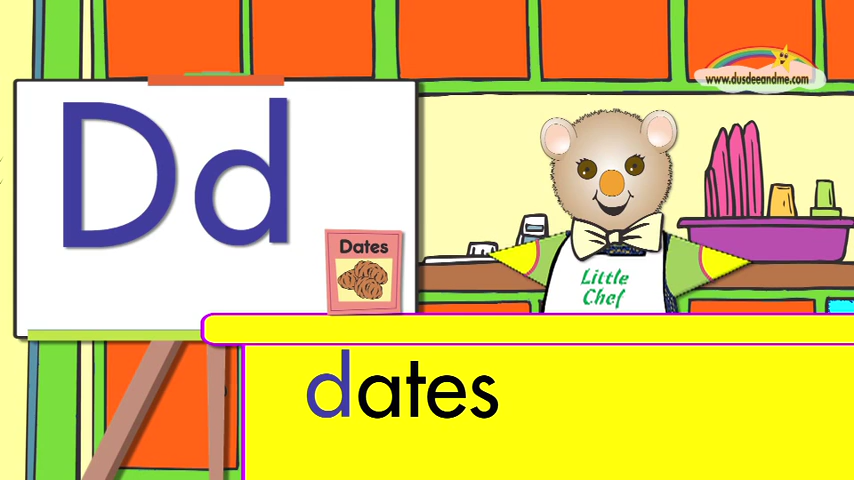 www.dusdeeandme.com
Dd
Dates
Little
Chef
dates